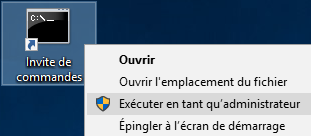 C:\.
Invite de
commandes
Ouvrir
Ouvrir l'emplacement du fichier
Exécuter en tant qu'administrateur
Épingler à l'écran de démarrage